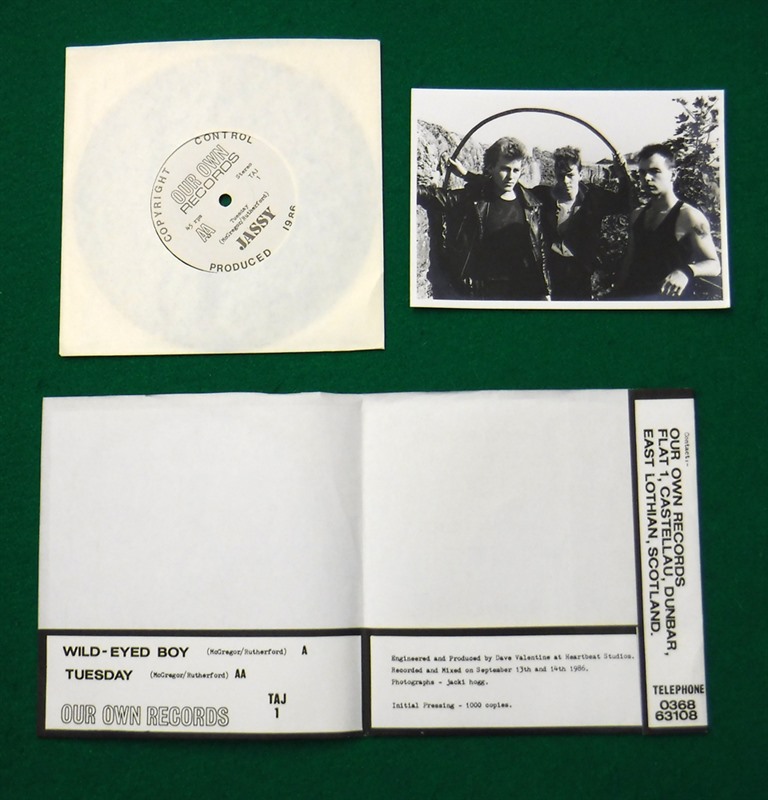 COPYRIGHT CONTROL
OUR OWN
RECORDS
Stereo
TAJ
45 rpm
AA
Tuesday
(McGregor/Rutherford)
JASSY
PRODUCED 1986
WILD-EYED BOY (McGregor/Rutherford) A
TUESDAY (McGregor/Rutherford) AA
OUR OWN RECORDS
TAJ
1
Engineered and Produced by Dave Valentine at Heartbeat Studios.
Recorded and Mixed on September 13th and 14th 1986.
Photographs - jacki hogg.
Initial Pressing - 1000 copies.
Contact:-
OUR OWN RECORDS
FLAT 1, CASTELLAU, DUNBAR,
EAST LOTHIAN, SCOTLAND.
TELEPHONE
0368
63108